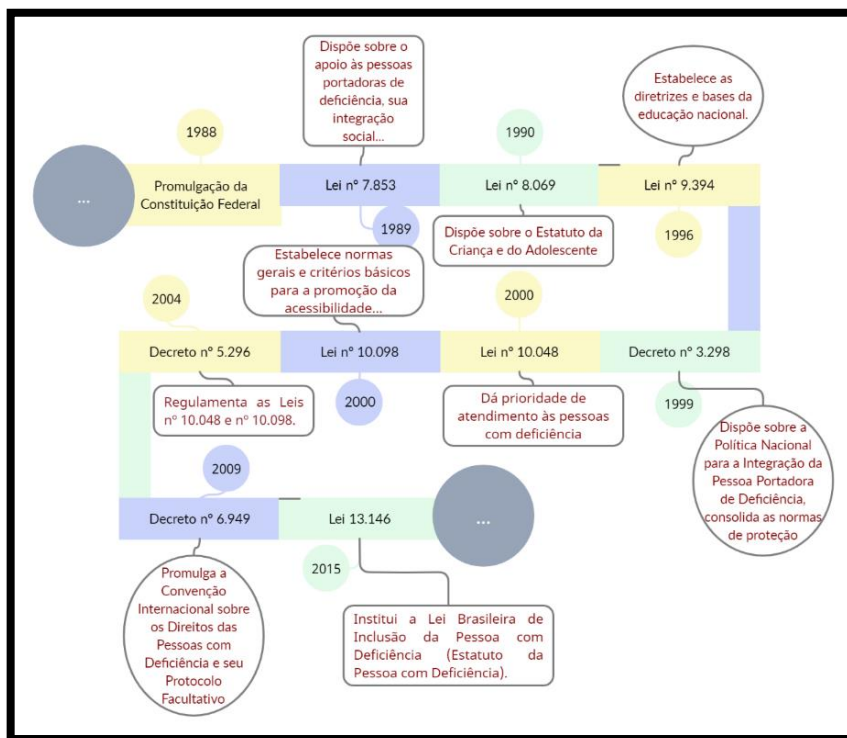 1988
...
Promulgação da
Constituição Federal
Dispõe sobre o
apoio às pessoas
portadoras de
deficiência, sua
integração
social...
Lei nº 7.853
1989
1990
Lei nº 8.069
Dispõe sobre o Estatuto da
Criança e do Adolescente
Estabelece as
diretrizes e bases da
educação nacional.
Lei nº 9.394
1996
Decreto nº 3.298
1999
Dispõe sobre a
Política Nacional
para a Integração da
Pessoa Portadora
de Deficiência,
consolida as normas
de proteção
2000
Lei nº 10.048
Dá prioridade de
atendimento às pessoas
com deficiência
Estabelece normas
gerais e critérios básicos
para a promoção da
acessibilidade...
Lei nº 10.098
2000
2004
Decreto nº 5.296
Regulamenta as Leis
nº 10.048 e nº 10.098.
2009
Decreto nº 6.949
Promulga a
Convenção
Internacional sobre
os Direitos das
Pessoas com
Deficiência e seu
Protocolo
Facultativo
Lei 13.146
2015
Institui a Lei Brasileira de
Inclusão da Pessoa com
Deficiência (Estatuto da
Pessoa com Deficiência).
...